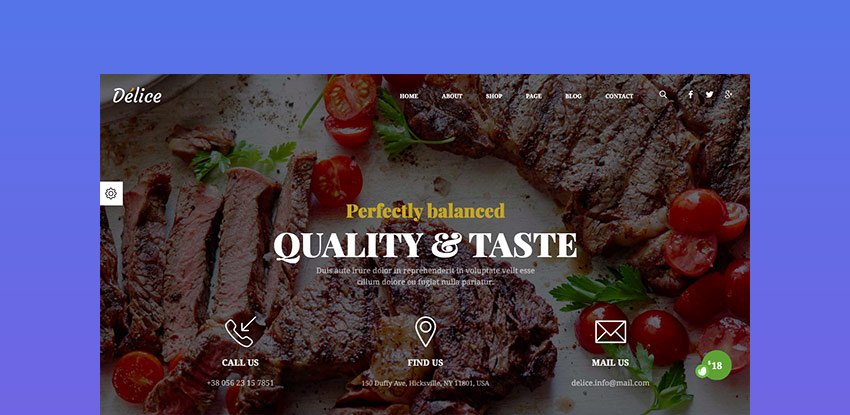 Délice
HOME ABOUT SHOP PAGE BLOG CONTACT
Perfectly balanced
QUALITY & TASTE
Duis aute irure dolor in reprehenderit in voluptate velit esse
cillum dolore eu fugiat nulla pariatur.
CALL US
+38 056 23 15 7851
FIND US
150 Duffy Ave, Hicksville, NY 11801, USA
MAIL US
delice.info@mail.com
$18